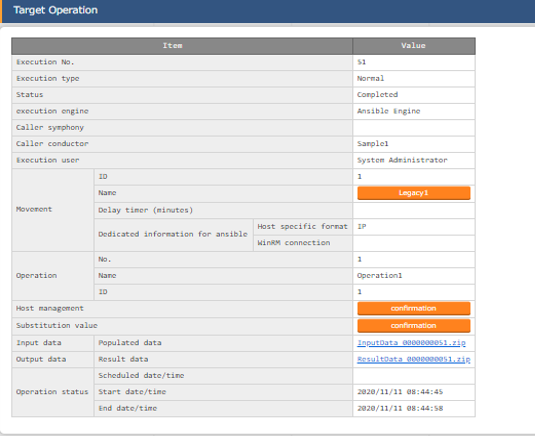 Target Operation
Item Value
Execution No. 51
Execution type Normal
Status Completed
execution engine Ansible Engine
Caller symphony
Caller conductor Sample1
Execution user System Administrator
Movement
ID 1
Name Legacy1
Delay timer (minutes)
Dedicated information for ansible
Host specific format IP
WinRM connection
Operation
No. 1
Name Operation1
ID 1
Host management confirmation
Substitution value confirmation
Input data Populated data InputData_0000000051.zip
Output data Result data ResultData_0000000051.zip
Operation status
Scheduled date/time
Start date/time 2020/11/11 08:44:45
End date/time 2020/11/11 08:44:58